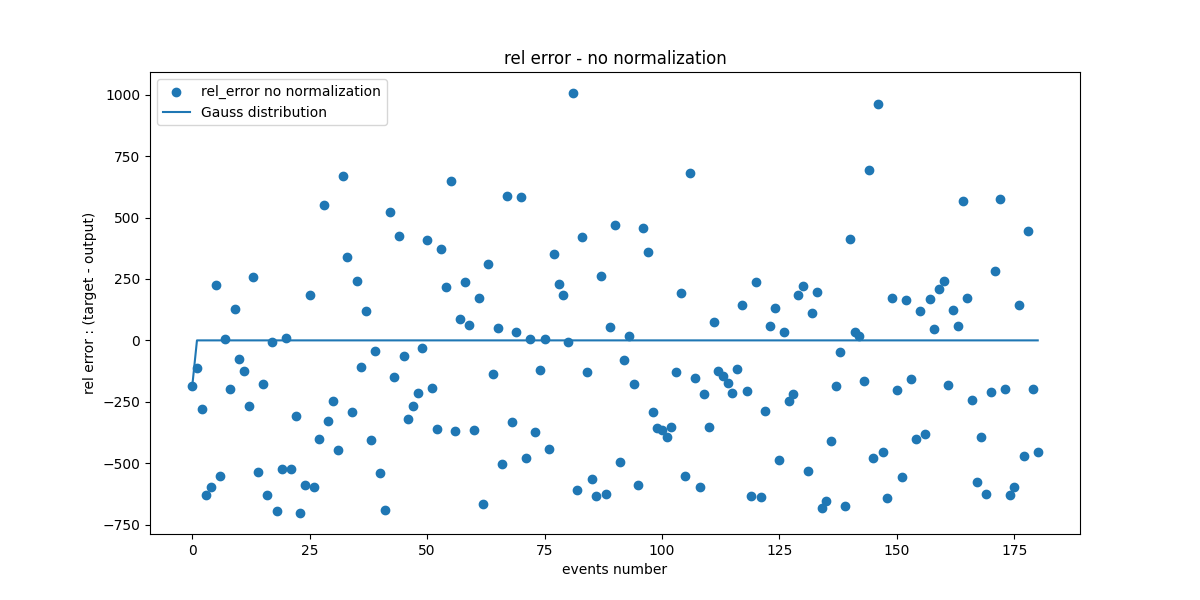 rel error - no normalization
rel_error no normalization
Gauss distribution
rel error : (target - output)
1000
750
500
250
0
−250
−500
−750
0 25 50 75 100 125 150 175
events number